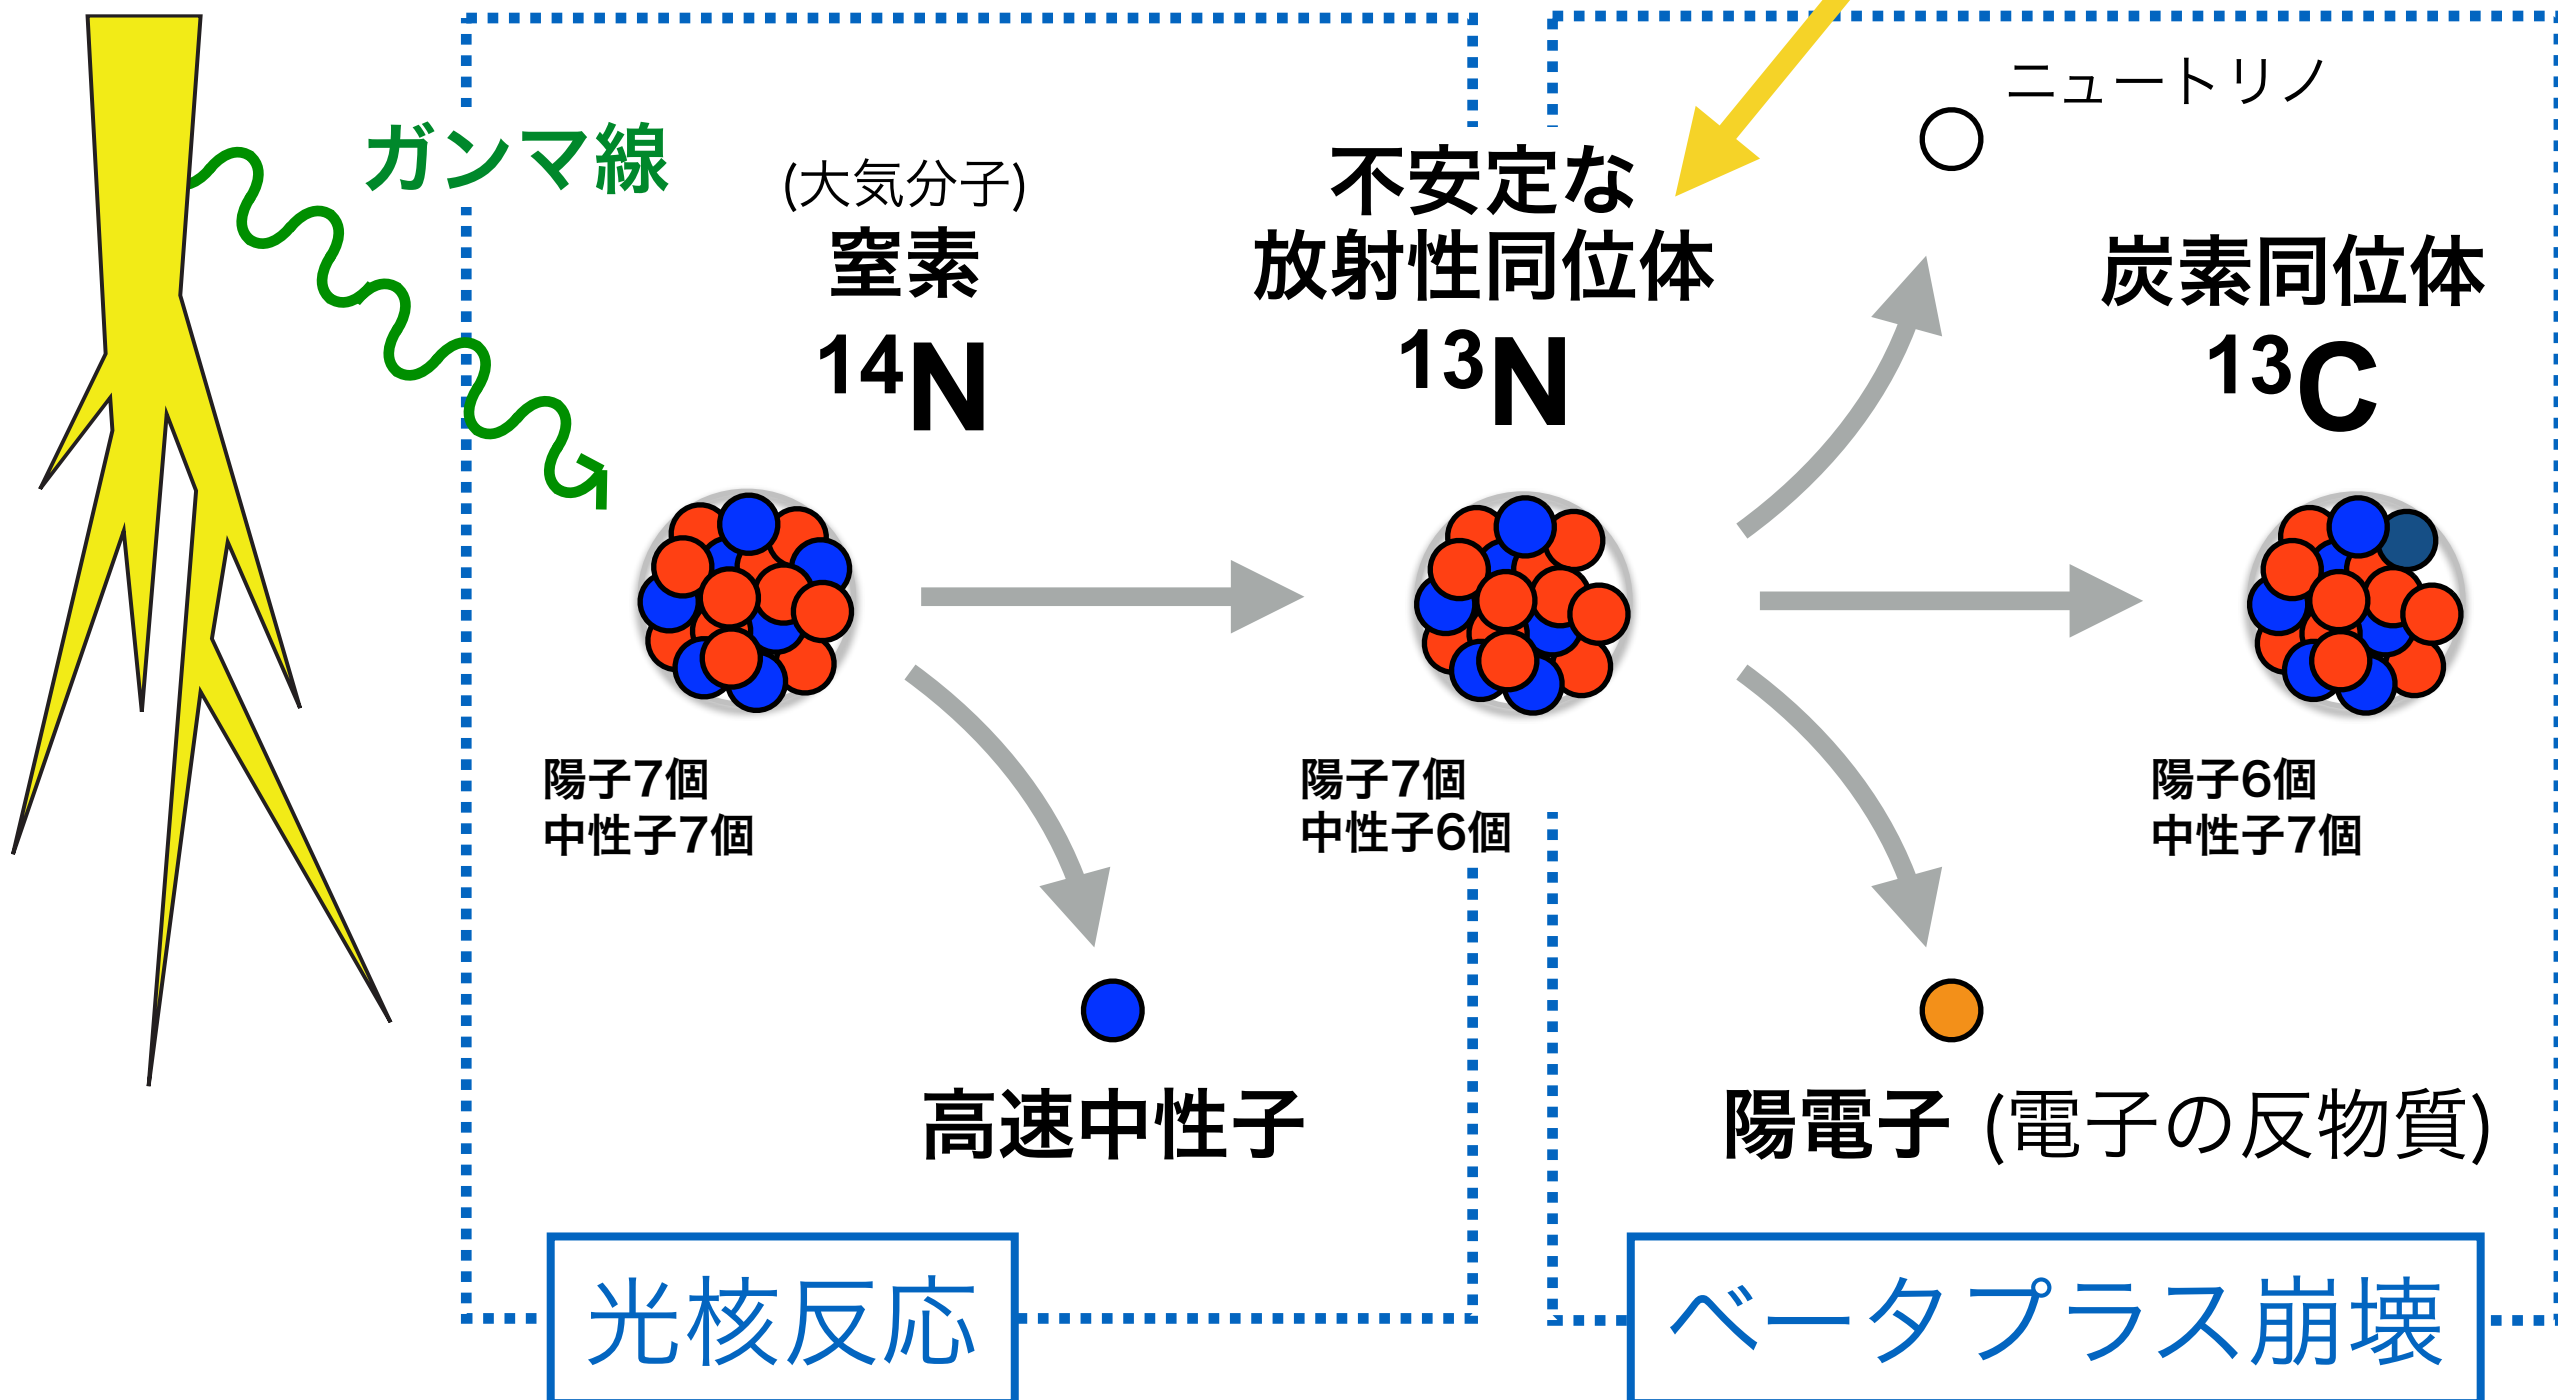 ガンマ線
(大気分子)
窒素
14N
陽子7個
中性子7個
高速中性子
光核反応
不安定な
放射性同位体
13N
陽子7個
中性子6個
ニュートリノ
炭素同位体
13C
陽子6個
中性子7個
陽電子 (電子の反物質)
ベータプラス崩壊